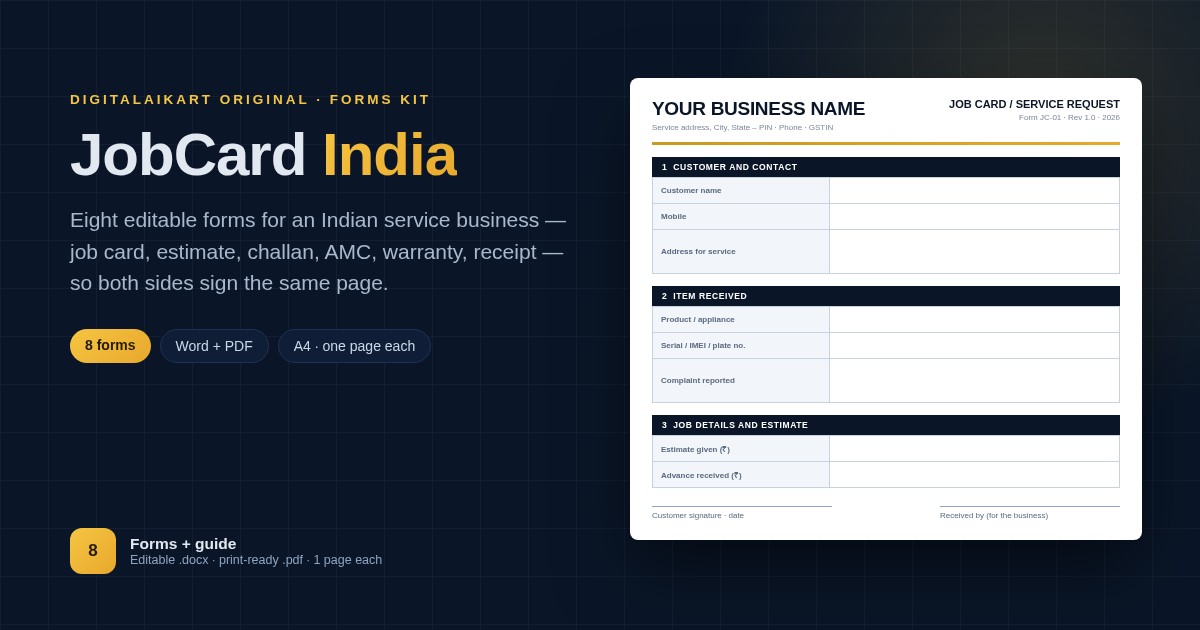 DIGITALAIKART ORIGINAL · FORMS KIT
JobCard India
Eight editable forms for an Indian service business —
job card, estimate, challan, AMC, warranty, receipt —
so both sides sign the same page.
8 forms
Word + PDF
A4 · one page each
8
Forms + guide
Editable .docx · print-ready .pdf · 1 page each
YOUR BUSINESS NAME
Service address, City, State – PIN · Phone · GSTIN
JOB CARD / SERVICE REQUEST
Form JC-01 · Rev 1.0 · 2026
1 CUSTOMER AND CONTACT
Customer name
Mobile
Address for service
2 ITEM RECEIVED
Product / appliance
Serial / IMEI / plate no.
Complaint reported
3 JOB DETAILS AND ESTIMATE
Estimate given (₹)
Advance received (₹)
Customer signature · date
Received by (for the business)